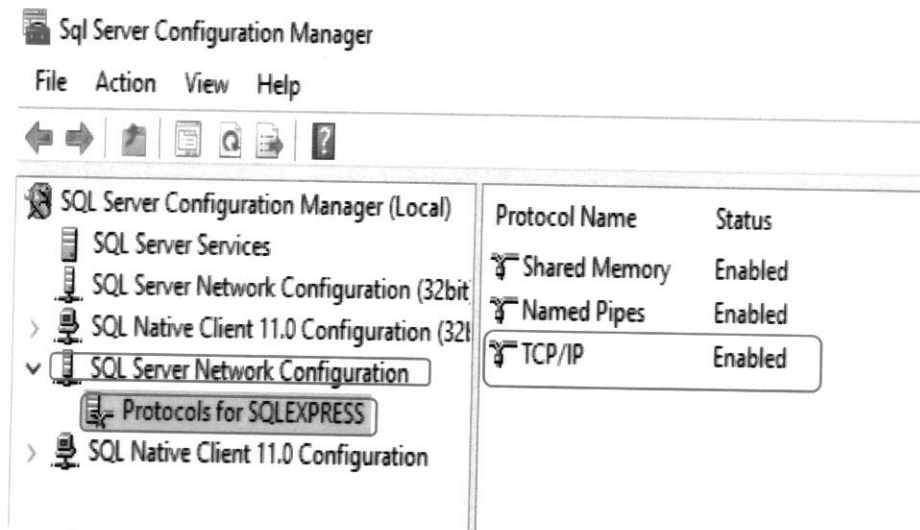 Sql Server Configuration Manager
File Action View Help
SQL Server Configuration Manager (Local)
SQL Server Services
SQL Server Network Configuration (32bit
SQL Native Client 11.0 Configuration (32b
SQL Server Network Configuration
Protocols for SQLEXPRESS
SQL Native Client 11.0 Configuration
Protocol Name Status
Shared Memory Enabled
Named Pipes Enabled
TCP/IP Enabled